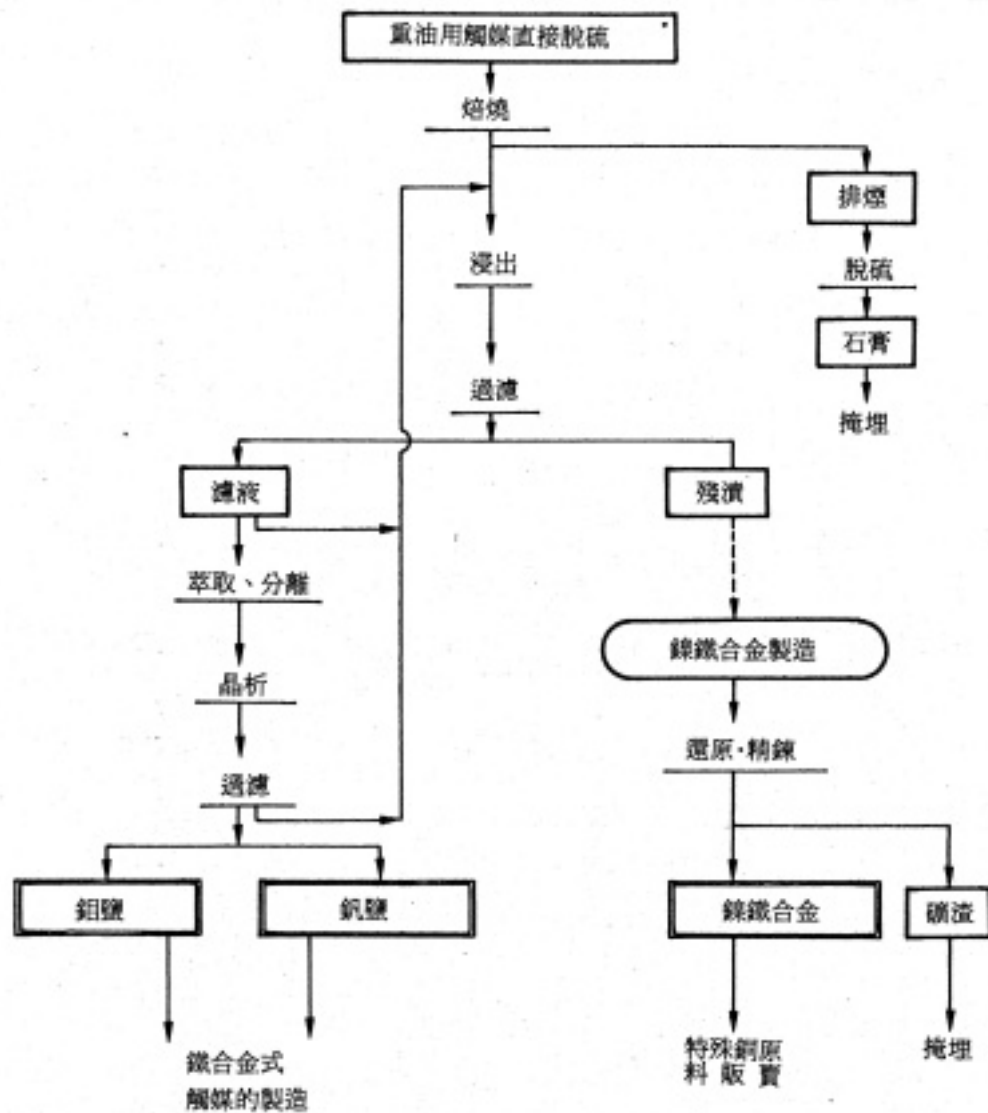 重油用觸媒直接脫硫
焙燒
排煙
浸出
脫硫
石膏
過濾
掩埋
濾液
殘漬
萃取、分離
鎳鐵合金製造
晶析
還原·精鍊
過濾
鉬鹽
釩鹽
鎳鐵合金
礦渣
特殊銅原
料販賣
掩埋
鐵合金式
觸媒的製造